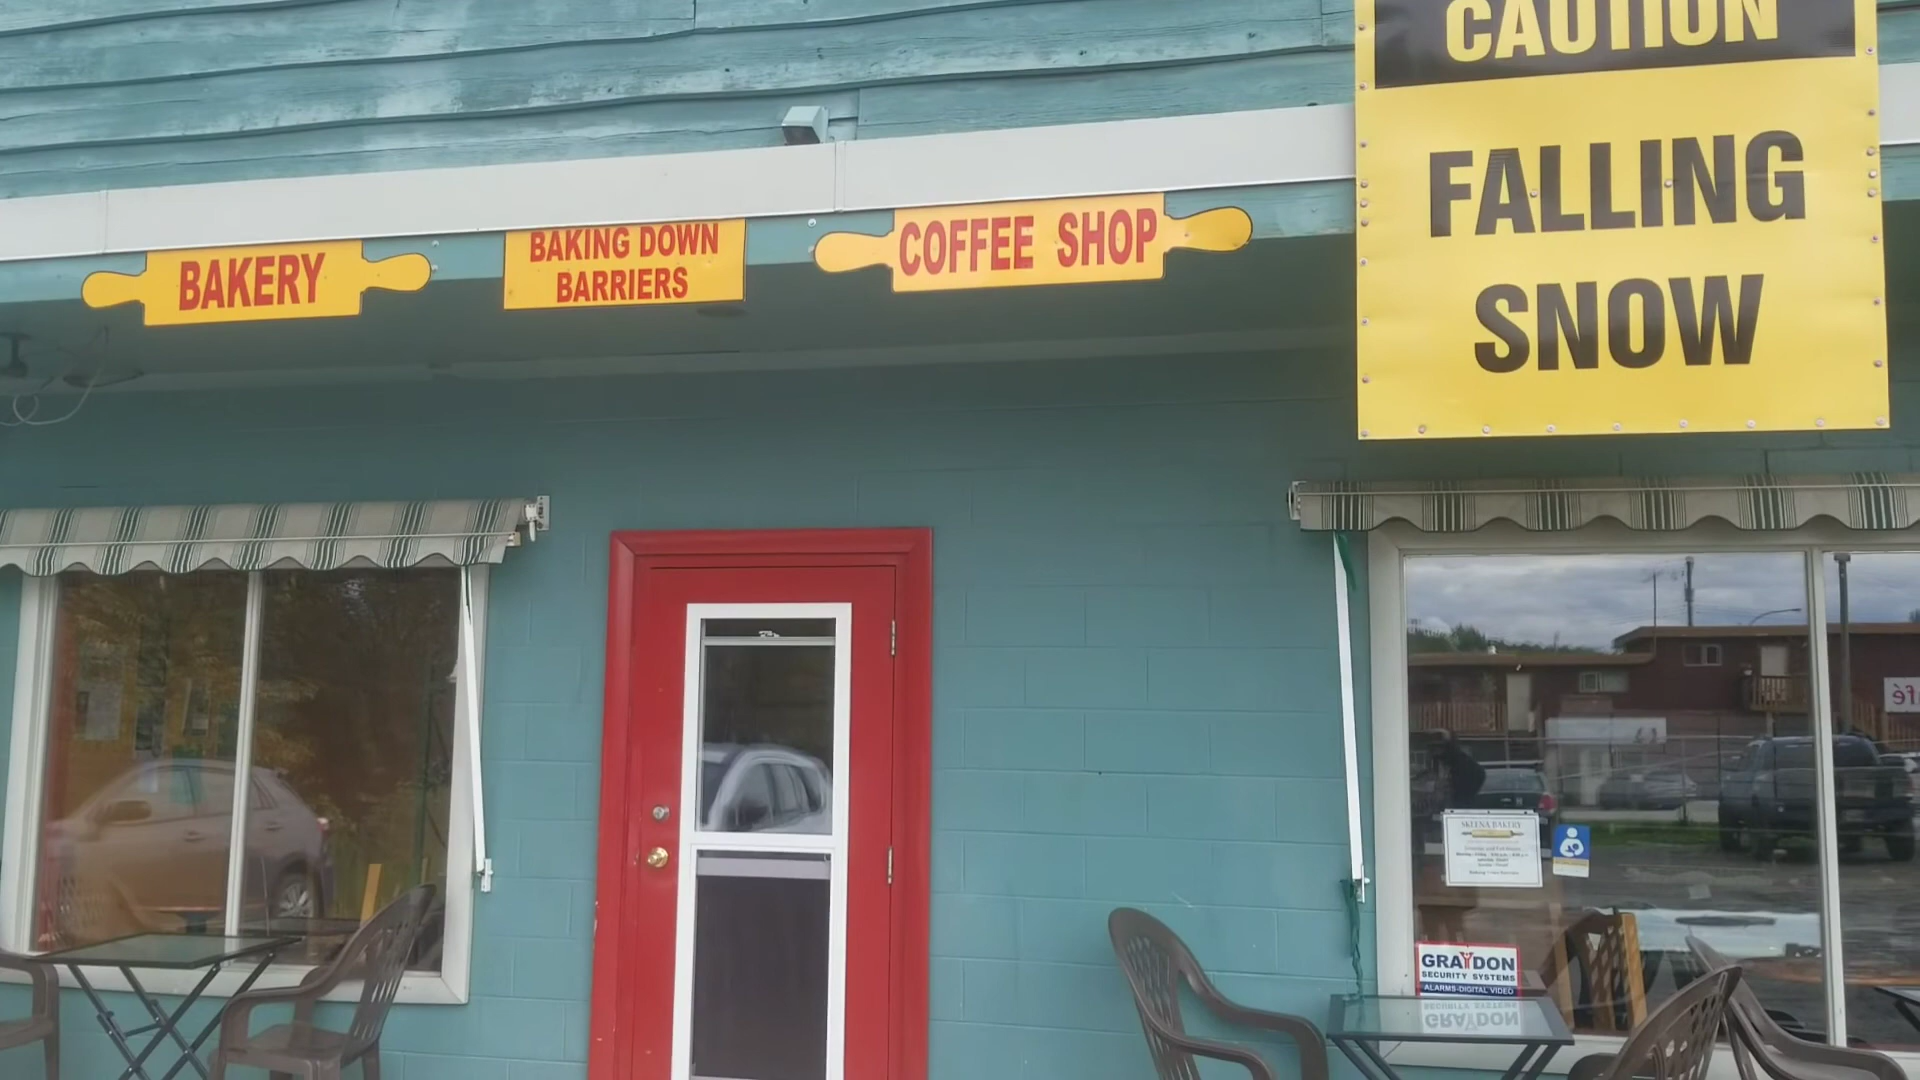 CAUTION
FALLING
SNOW
BAKERY
BAKING DOWN
BARRIERS
COFFEE SHOP
SKEENA BAKERY
GRAYDON
SECURITY SYSTEMS
ALARMS-DIGITAL VIDEO